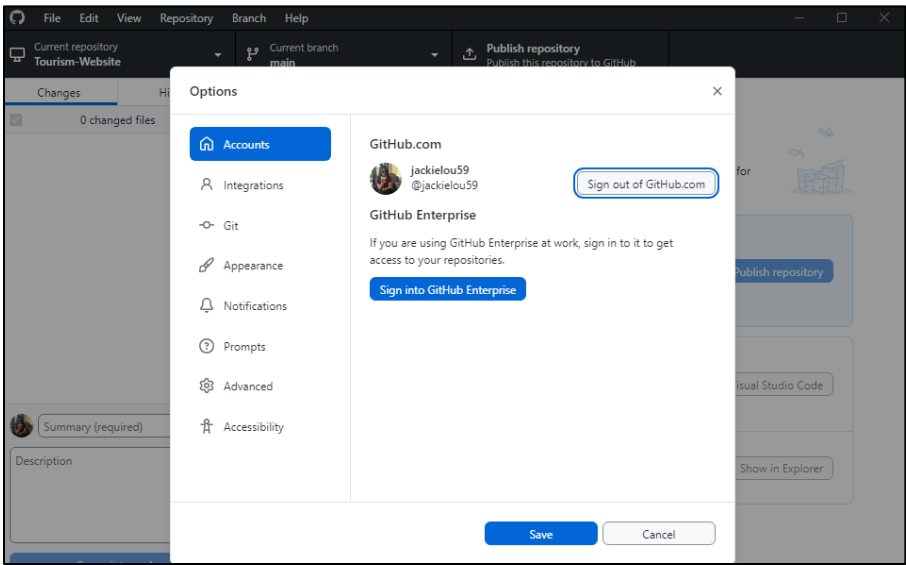 File Edit View Repository Branch Help
Current repository
Tourism-Website
Current branch
main
Publish repository
Publish this repository to GitHub
Changes
0 changed files
Summary (required)
Description
Options
Accounts
Integrations
Git
Appearance
Notifications
Prompts
Advanced
Accessibility
GitHub.com
jackielou59
@jackielou59
Sign out of GitHub.com
GitHub Enterprise
If you are using GitHub Enterprise at work, sign in to it to get
access to your repositories.
Sign into GitHub Enterprise
Save
Cancel
for
Publish repository
Studio Code
Show in Explorer